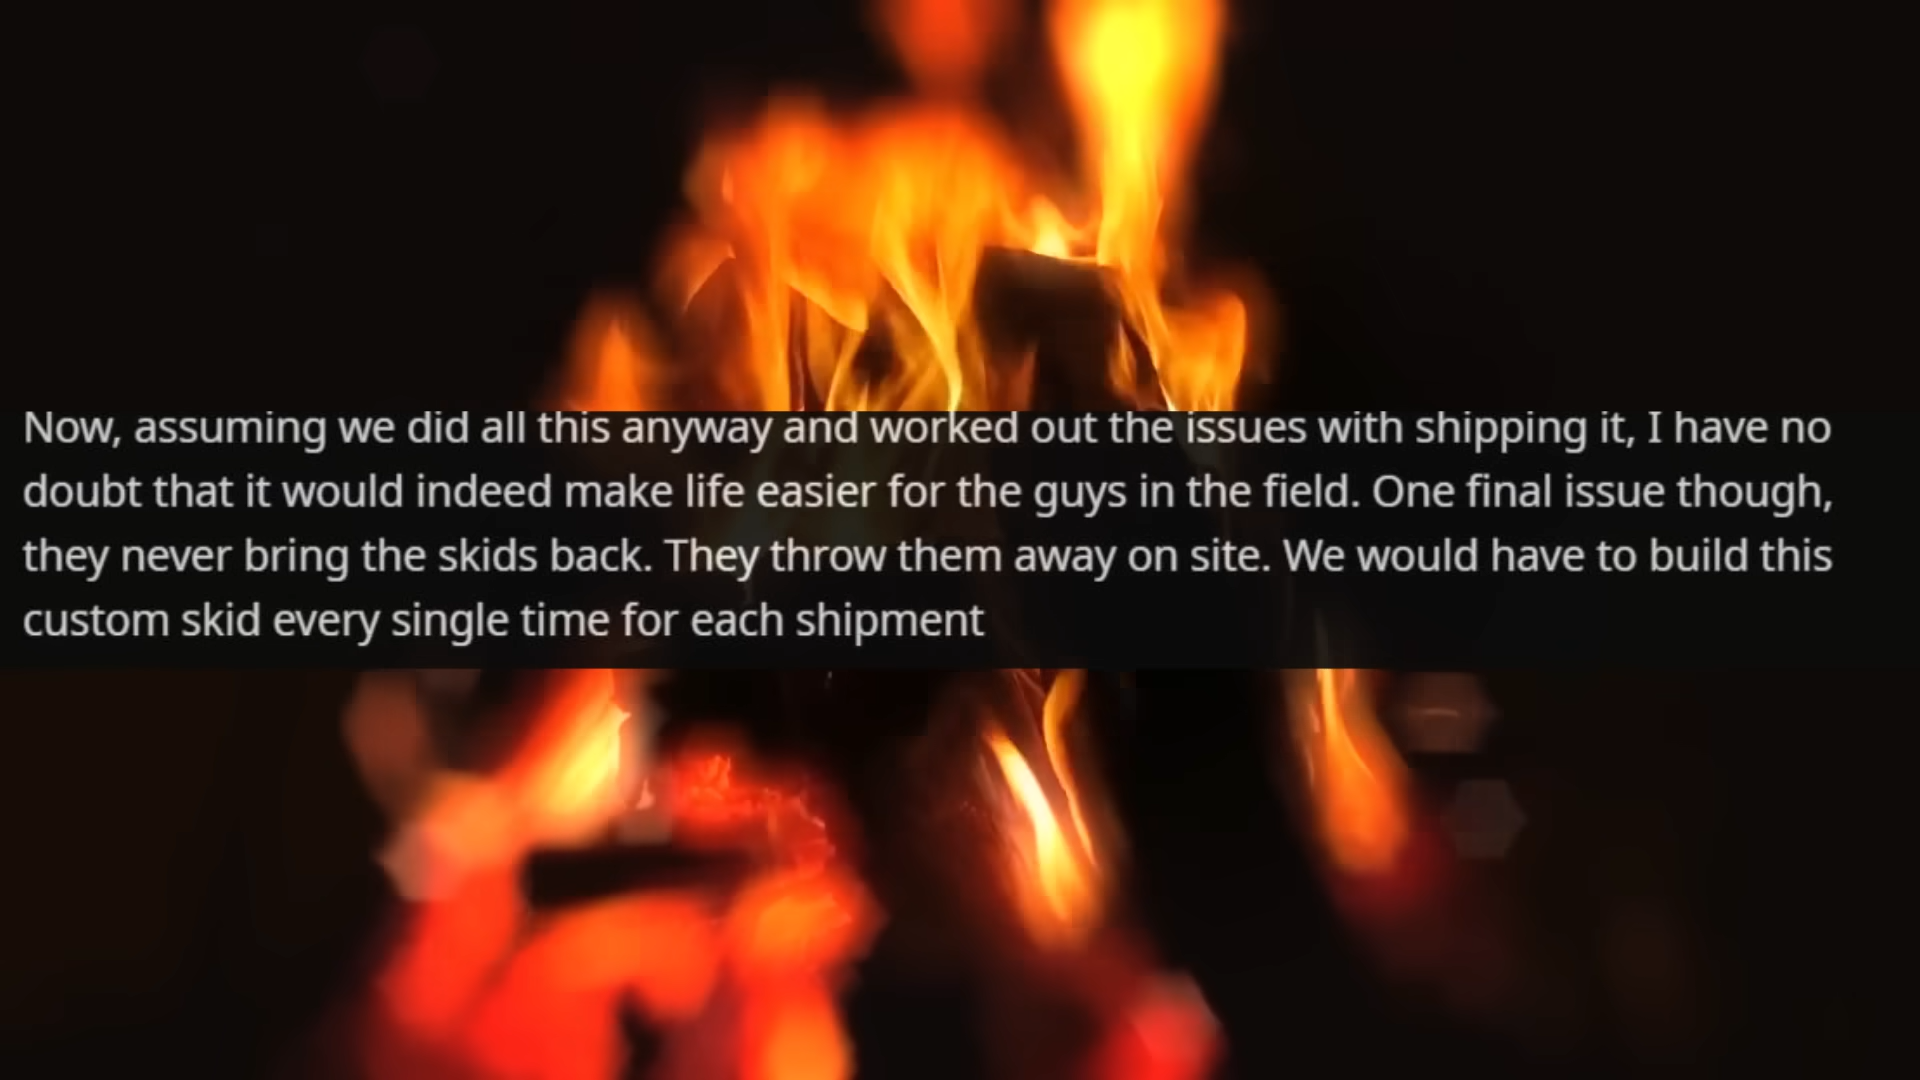 Now, assuming we did all this anyway and worked out the issues with shipping it, I have no
doubt that it would indeed make life easier for the guys in the field. One final issue though,
they never bring the skids back. They throw them away on site. We would have to build this
custom skid every single time for each shipment